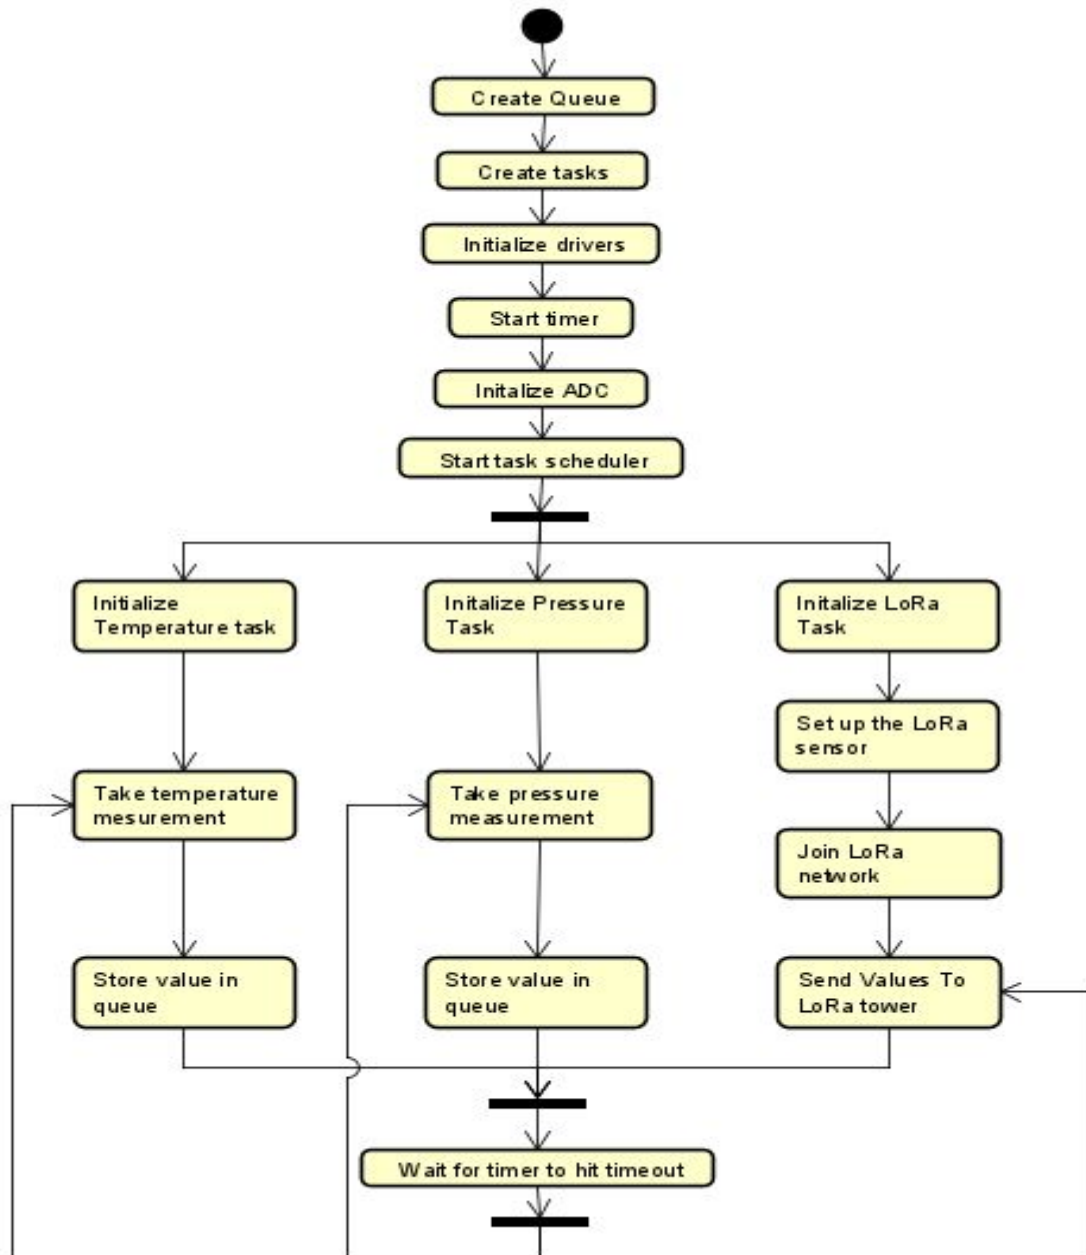 Create Queue
Create tasks
Initialize drivers
Start timer
Initalize ADC
Start task scheduler
Initialize
Temperature task
Initalize Pressure
Task
Initalize LoRa
Task
Set up the LoRa
sensor
Take temperature
mesurement
Take pressure
measurement
Join LoRa
network
Store value in
queue
Store value in
queue
Send Values To
LoRa tower
Wait for timer to hit timeout